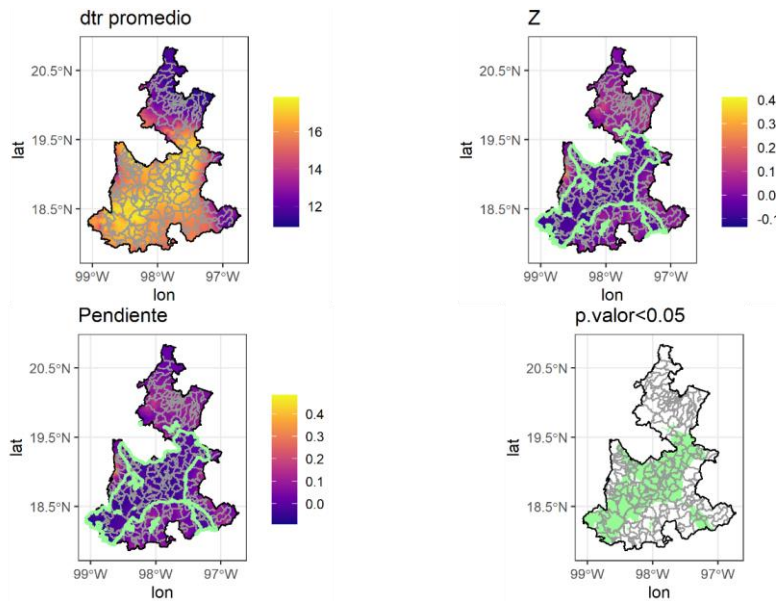 dtr promedio
20.5°N
19.5°N
18.5°N
lat
99°W
98°W
97°W
lon
16
14
12
Z
20.5°N
19.5°N
18.5°N
lat
99°W
98°W
97°W
lon
0.4
0.3
0.2
0.1
0.0
-0.1
Pendiente
20.5°N
19.5°N
18.5°N
lat
99°W
98°W
97°W
lon
0.4
0.3
0.2
0.1
0.0
p.valor<0.05
20.5°N
19.5°N
18.5°N
lat
99°W
98°W
97°W
lon